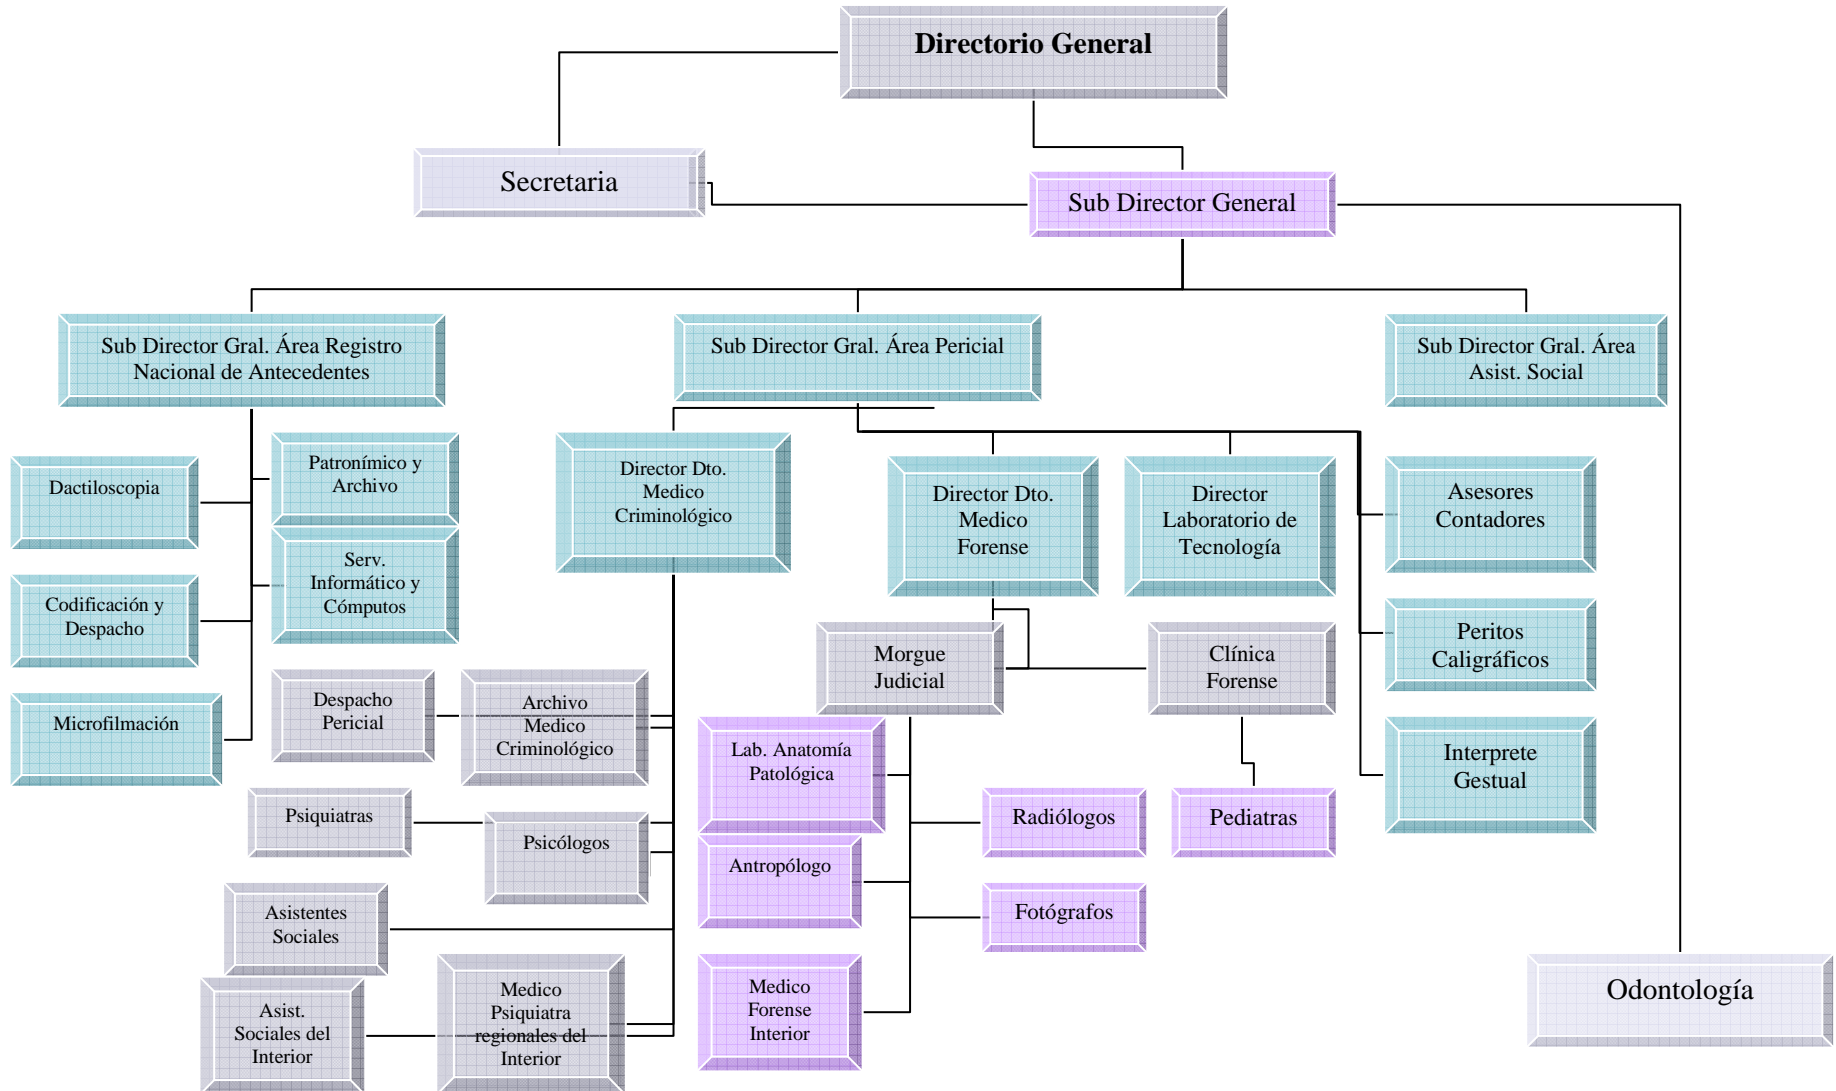 Directorio General
Secretaria
Sub Director General
Sub Director Gral. Área Registro
Nacional de Antecedentes
Sub Director Gral. Área Pericial
Sub Director Gral. Área
Asist. Social
Dactiloscopia
Patronímico y
Archivo
Director Dto.
Medico
Criminológico
Director Dto.
Medico
Forense
Director
Laboratorio de
Tecnología
Asesores
Contadores
Serv.
Informático y
Cómputos
Codificación y
Despacho
Peritos
Caligráficos
Morgue
Judicial
Clínica
Forense
Microfilmación
Despacho
Pericial
Archivo
Medico
Criminológico
Lab. Anatomía
Patológica
Interprete
Gestual
Psiquiatras
Psicólogos
Radiólogos
Pediatras
Antropólogo
Asistentes
Sociales
Fotógrafos
Asist.
Sociales del
Interior
Medico
Psiquiatra
regionales del
Interior
Medico
Forense
Interior
Odontología